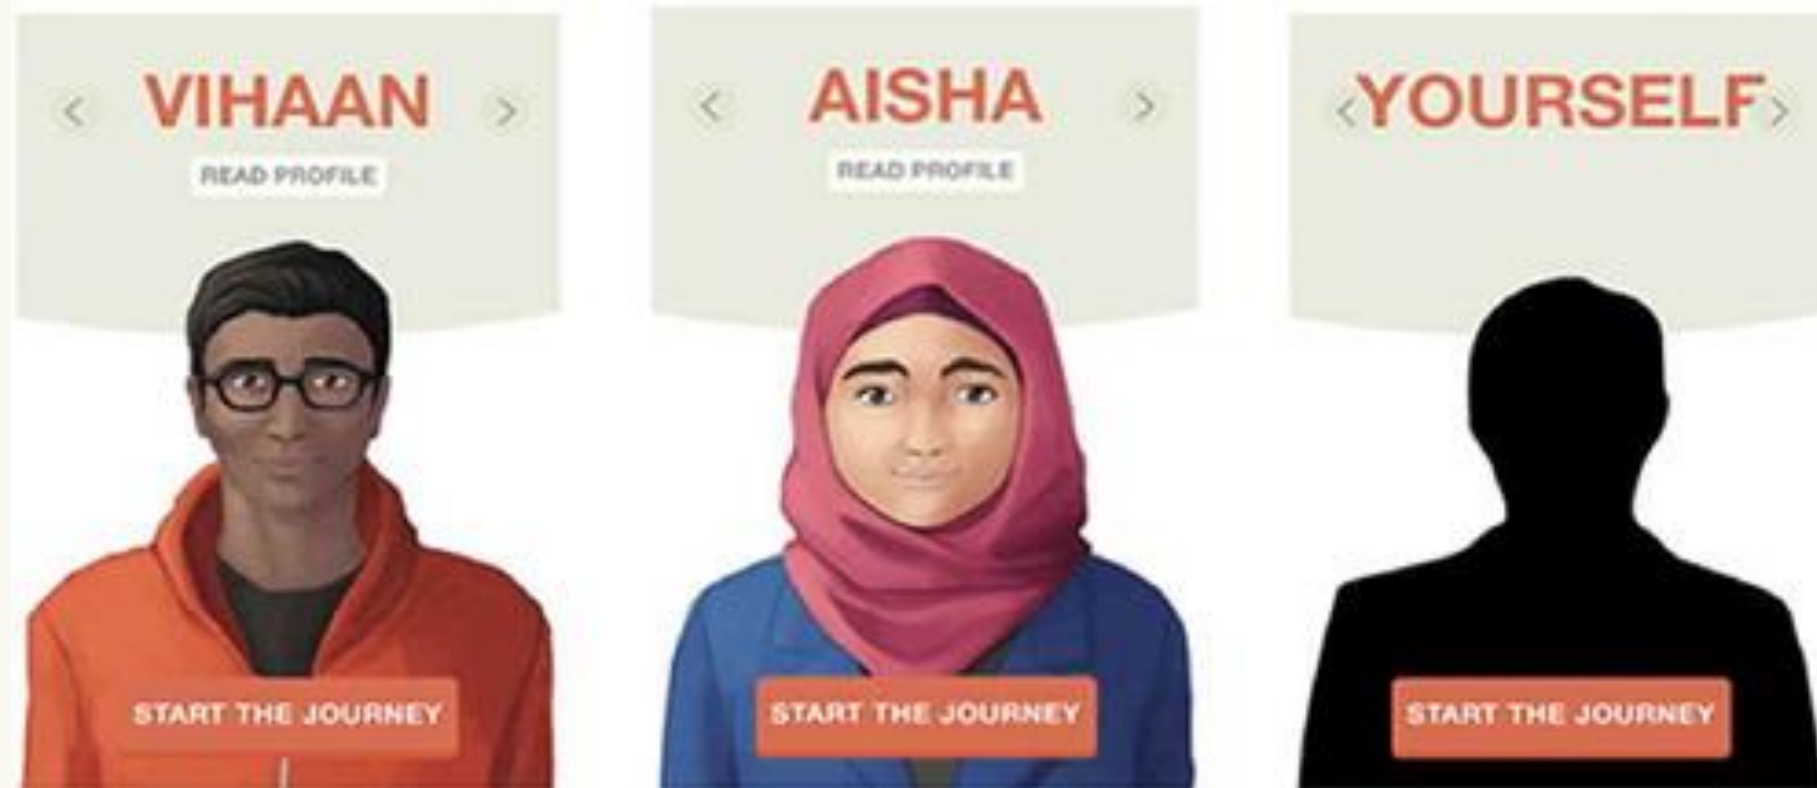 VIHAAN
READ PROFILE
START THE JOURNEY
AISHA
READ PROFILE
START THE JOURNEY
YOURSELF
START THE JOURNEY